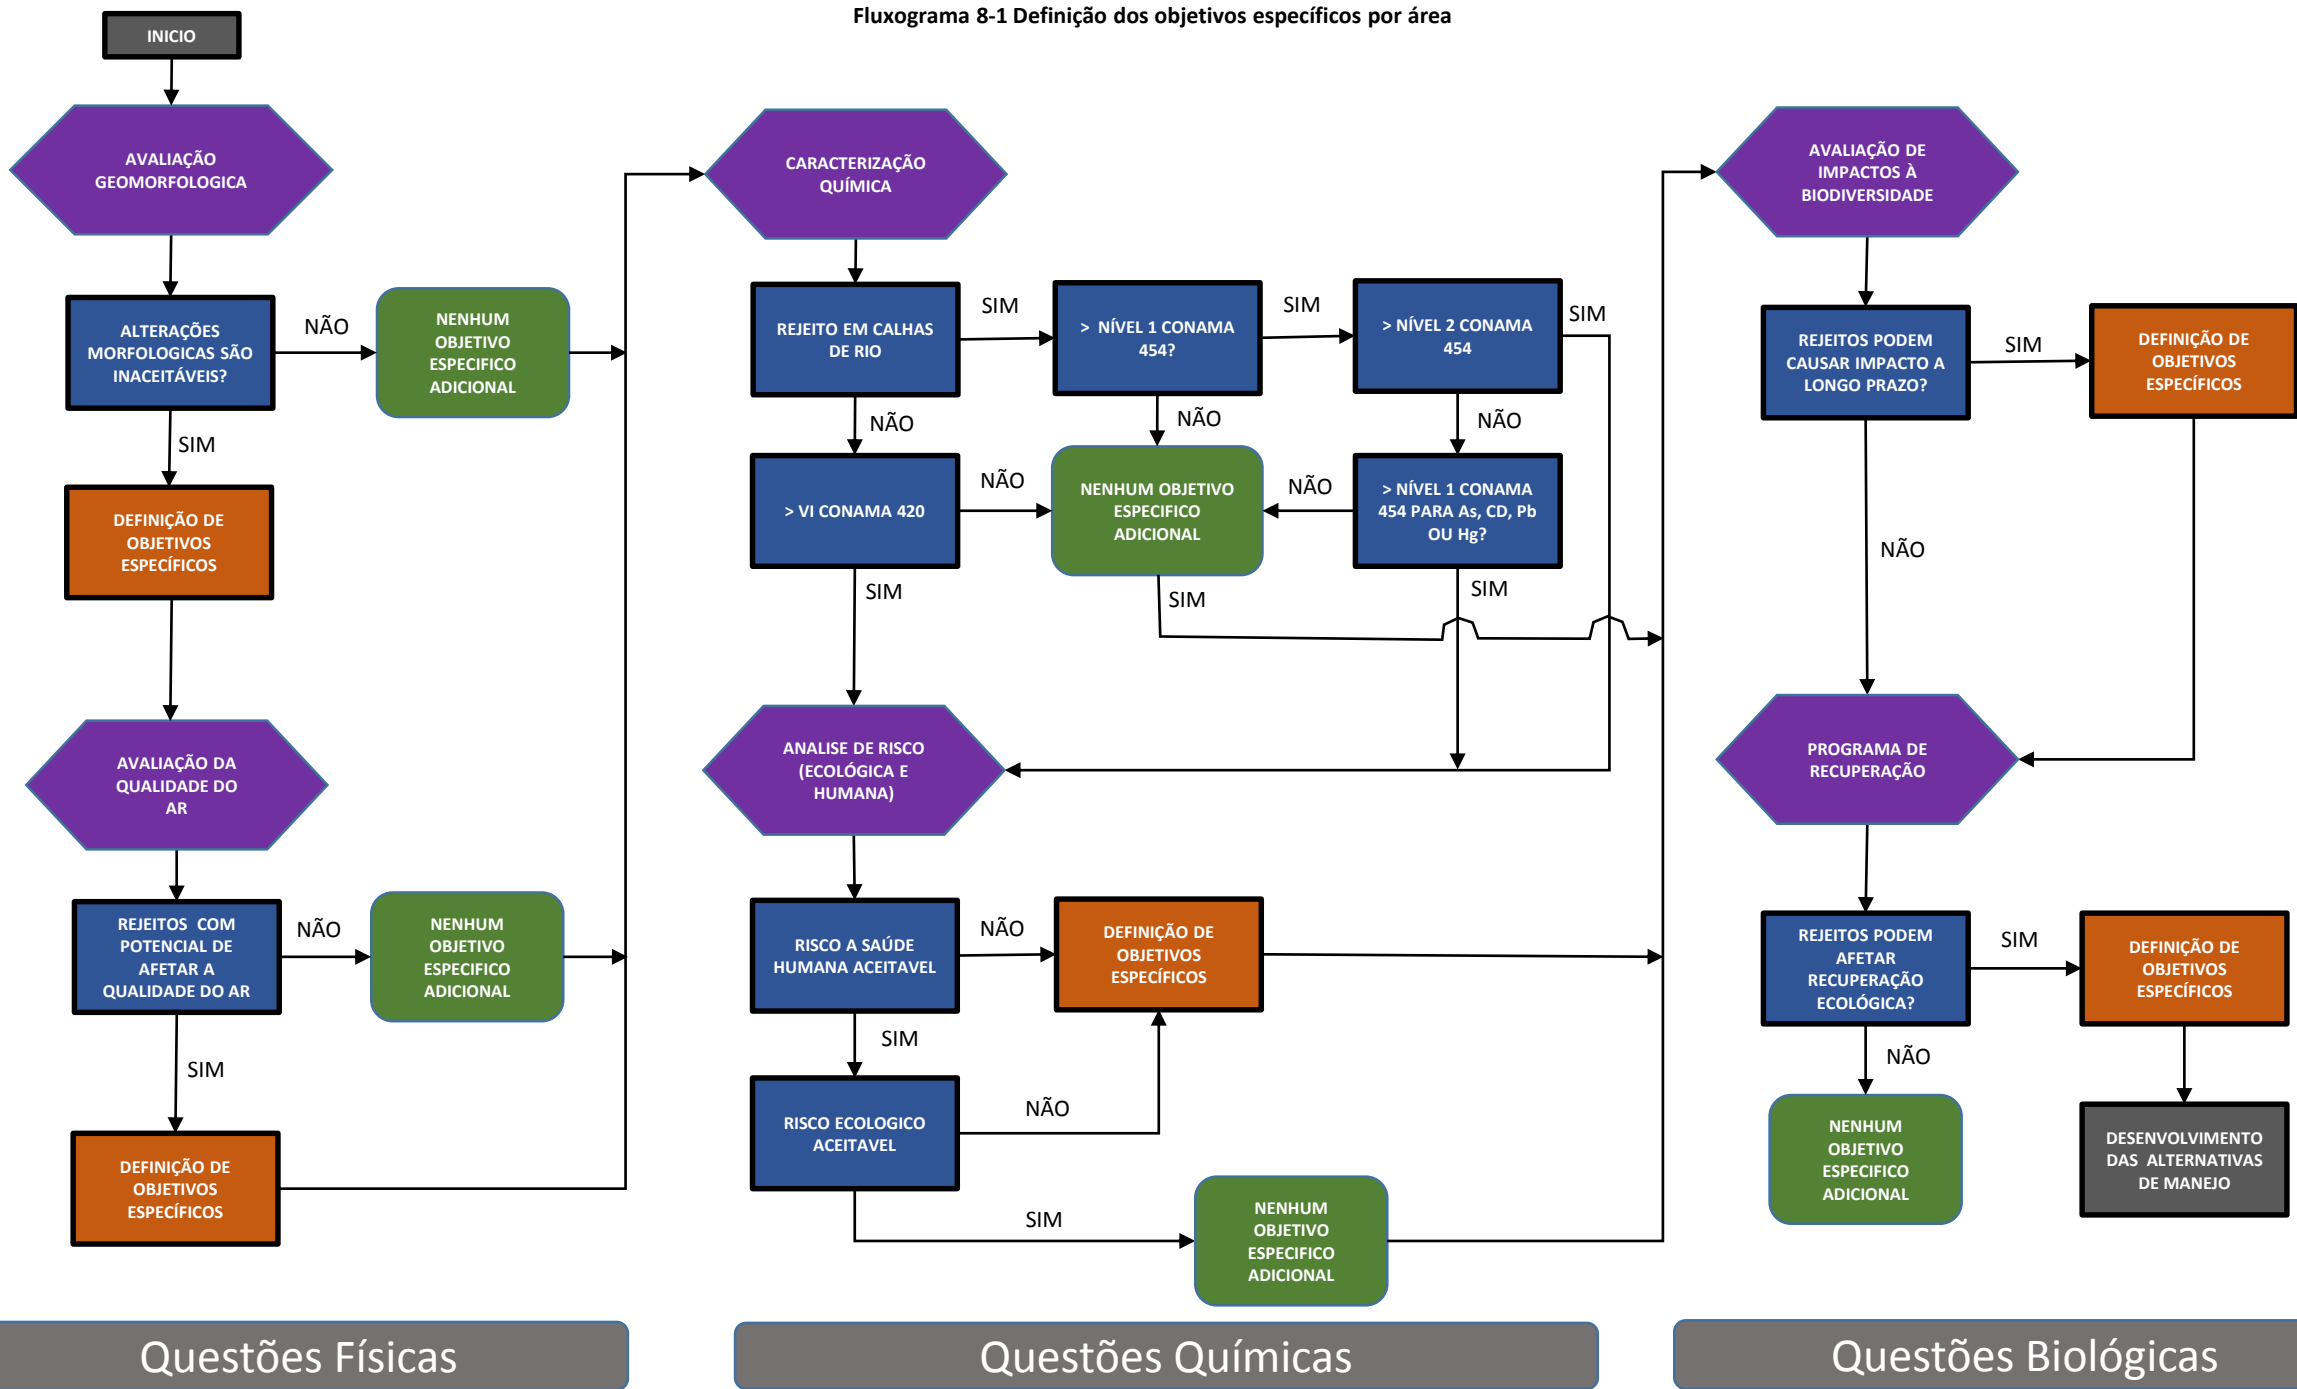 Fluxograma 8-1 Definição dos objetivos específicos por área
INICIO
AVALIAÇÃO
GEOMORFOLOGICA
ALTERAÇÕES
MORFOLOGICAS SÃO
INACEITÁVEIS?
NÃO
NENHUM
OBJETIVO
ESPECIFICO
ADICIONAL
SIM
DEFINIÇÃO DE
OBJETIVOS
ESPECÍFICOS
AVALIAÇÃO DA
QUALIDADE DO
AR
REJEITOS COM
POTENCIAL DE
AFETAR A
QUALIDADE DO AR
NÃO
NENHUM
OBJETIVO
ESPECIFICO
ADICIONAL
SIM
DEFINIÇÃO DE
OBJETIVOS
ESPECÍFICOS
Questões Físicas
CARACTERIZAÇÃO
QUÍMICA
REJEITO EM CALHAS
DE RIO
SIM
> NÍVEL 1 CONAMA
454?
SIM
> NÍVEL 2 CONAMA
454
SIM
NÃO
NÃO
NÃO
> VI CONAMA 420
NÃO
NENHUM OBJETIVO
ESPECIFICO
ADICIONAL
NÃO
> NÍVEL 1 CONAMA
454 PARA As, CD, Pb
OU Hg?
SIM
SIM
SIM
ANALISE DE RISCO
(ECOLÓGICA E
HUMANA)
RISCO A SAÚDE
HUMANA ACEITAVEL
NÃO
DEFINIÇÃO DE
OBJETIVOS
ESPECÍFICOS
SIM
RISCO ECOLOGICO
ACEITAVEL
NÃO
SIM
NENHUM
OBJETIVO
ESPECIFICO
ADICIONAL
Questões Químicas
AVALIAÇÃO DE
IMPACTOS À
BIODIVERSIDADE
REJEITOS PODEM
CAUSAR IMPACTO A
LONGO PRAZO?
SIM
DEFINIÇÃO DE
OBJETIVOS
ESPECÍFICOS
NÃO
PROGRAMA DE
RECUPERAÇÃO
REJEITOS PODEM
AFETAR
RECUPERAÇÃO
ECOLÓGICA?
SIM
DEFINIÇÃO DE
OBJETIVOS
ESPECÍFICOS
NÃO
NENHUM
OBJETIVO
ESPECIFICO
ADICIONAL
DESENVOLVIMENTO
DAS ALTERNATIVAS
DE MANEJO
Questões Biológicas